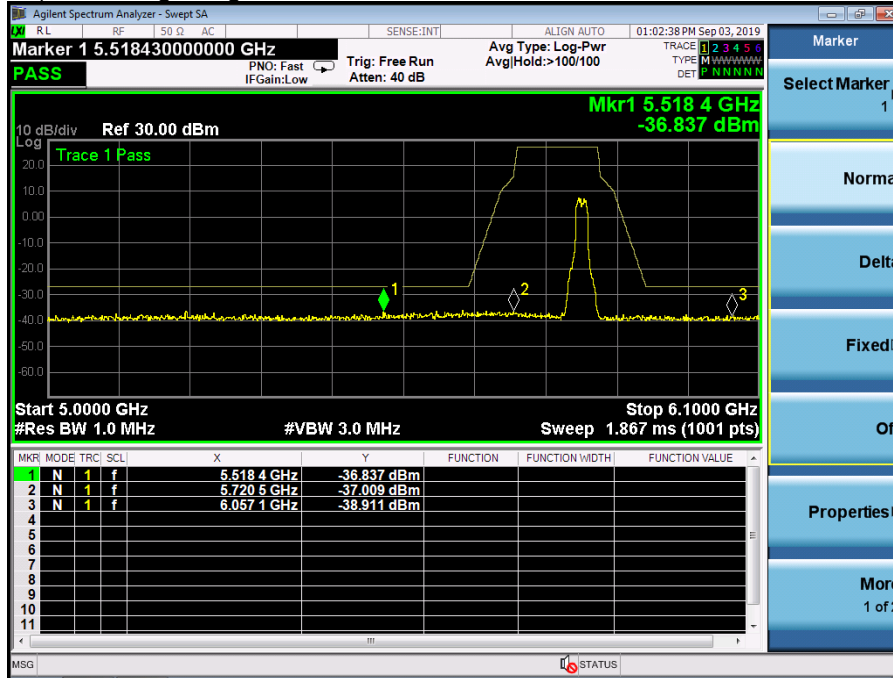 Agilent Spectrum Analyzer - Swept SA
RL RF 50 Ω AC SENSE:INT ALIGN AUTO 01:02:38 PM Sep 03, 2019
Marker 1 5.518430000000 GHz
PASS
PNO: Fast
IFGain:Low
Trig: Free Run
Atten: 40 dB
Avg Type: Log-Pwr
Avg|Hold:>100/100
TRACE 1 2 3 4 5 6
TYPE M WWWWW
DET P N N N N N
Mkr1 5.518 4 GHz
-36.837 dBm
10 dB/div Ref 30.00 dBm
Log
Trace 1 Pass
20.0
10.0
0.00
-10.0
-20.0
-30.0
-40.0
-50.0
-60.0
1
2
3
Start 5.0000 GHz Stop 6.1000 GHz
#Res BW 1.0 MHz #VBW 3.0 MHz Sweep 1.867 ms (1001 pts)
MKR MODE TRC SCL X Y FUNCTION FUNCTION WIDTH FUNCTION VALUE
1 N 1 f 5.518 4 GHz -36.837 dBm
2 N 1 f 5.720 5 GHz -37.009 dBm
3 N 1 f 6.057 1 GHz -38.911 dBm
4
5
6
7
8
9
10
11
MSG STATUS
Marker
Select Marker
1
Norma
Delta
Fixed
Of
Properties
More
1 of